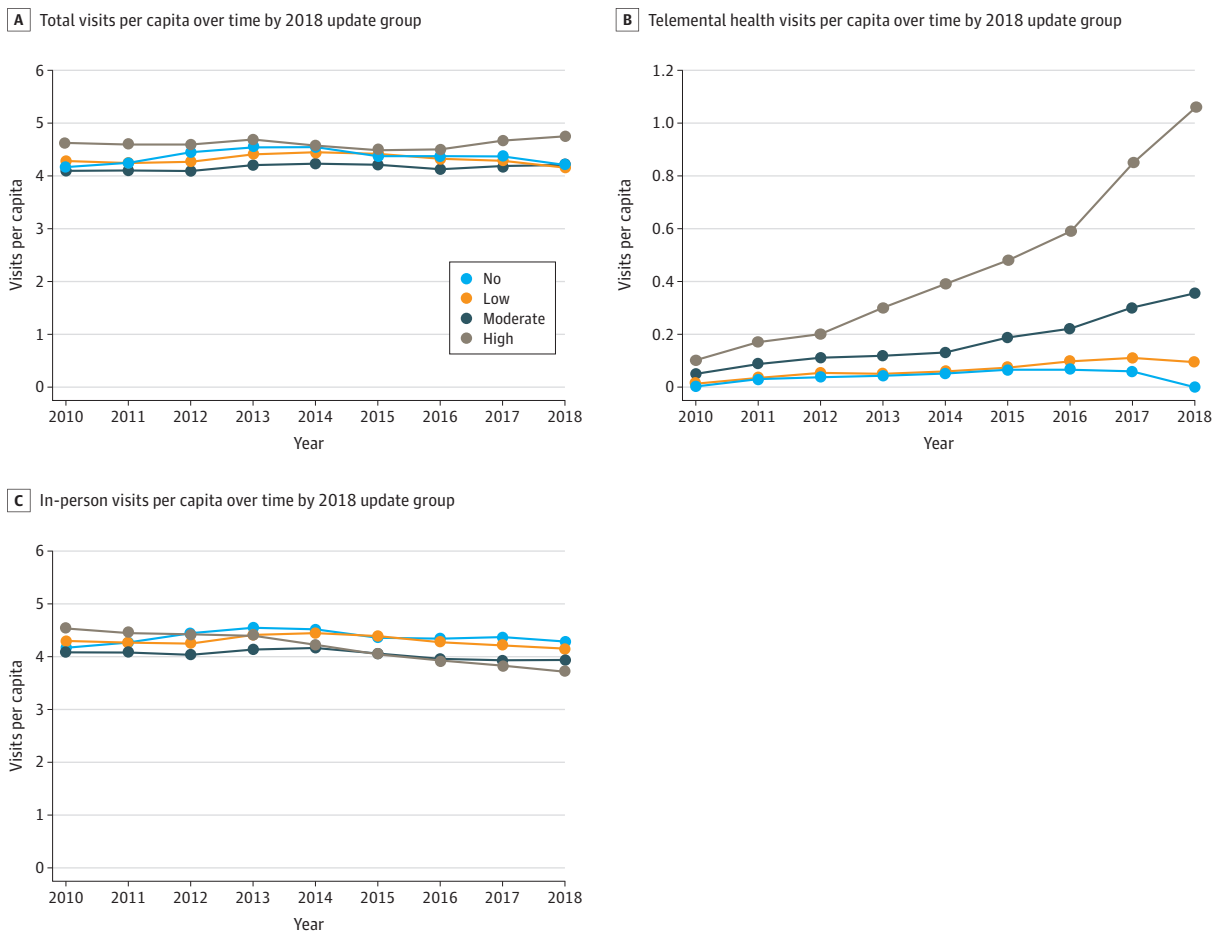 A Total visits per capita over time by 2018 update group
6
5
4
3
2
1
0
Visits per capita
No
Low
Moderate
High
2010 2011 2012 2013 2014 2015 2016 2017 2018
Year
B Telemental health visits per capita over time by 2018 update group
1.2
1.0
0.8
0.6
0.4
0.2
0
Visits per capita
2010 2011 2012 2013 2014 2015 2016 2017 2018
Year
C In-person visits per capita over time by 2018 update group
6
5
4
3
2
1
0
Visits per capita
2010 2011 2012 2013 2014 2015 2016 2017 2018
Year